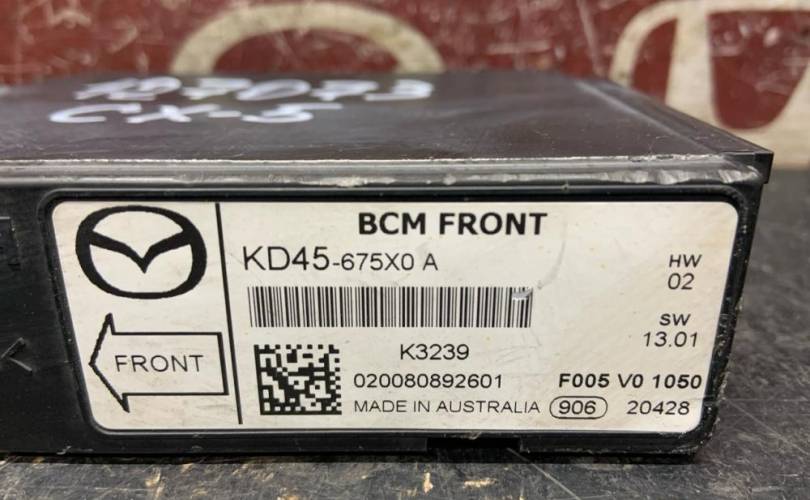 127073
CX-5
BCM FRONT
KD45-675X0 A
HW
02
SW
13.01
FRONT
K3239
020080892601
F005 V0 1050
MADE IN AUSTRALIA 906 20428